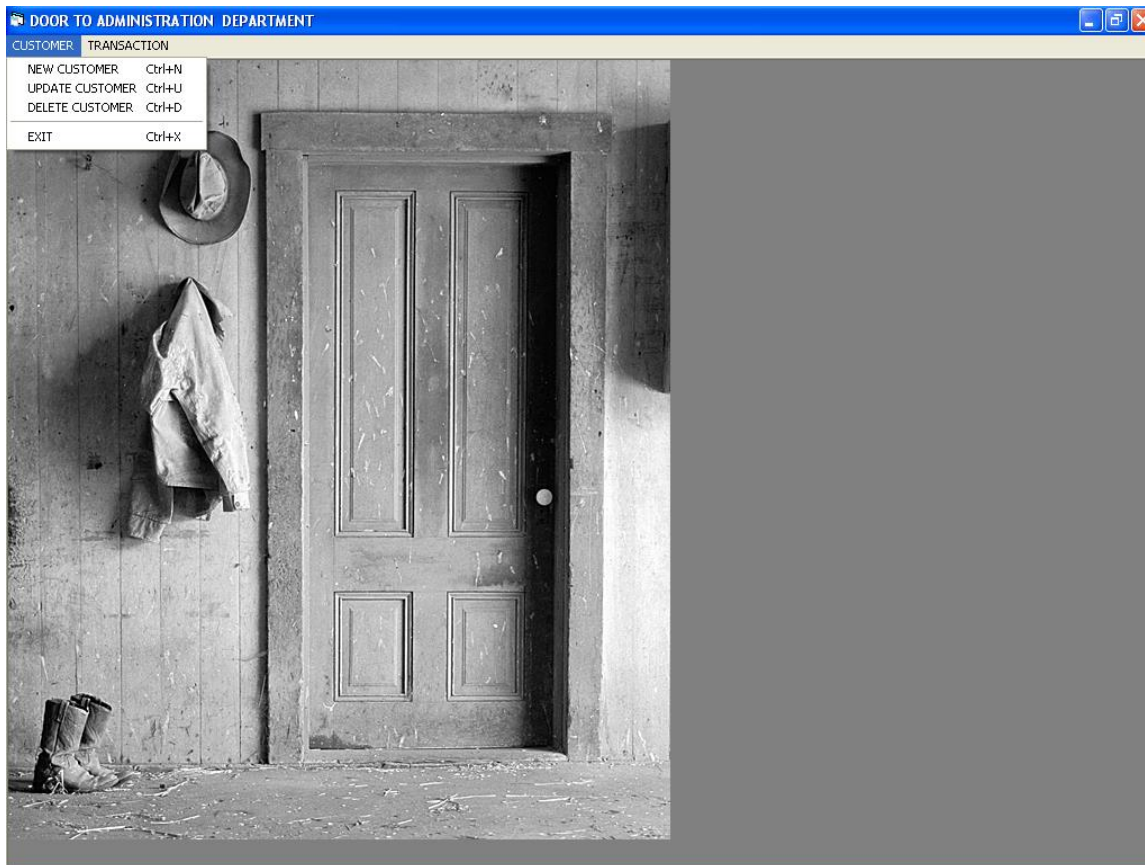 DOOR TO ADMINISTRATION DEPARTMENT
CUSTOMER TRANSACTION
NEW CUSTOMER Ctrl+N
UPDATE CUSTOMER Ctrl+U
DELETE CUSTOMER Ctrl+D
EXIT Ctrl+X